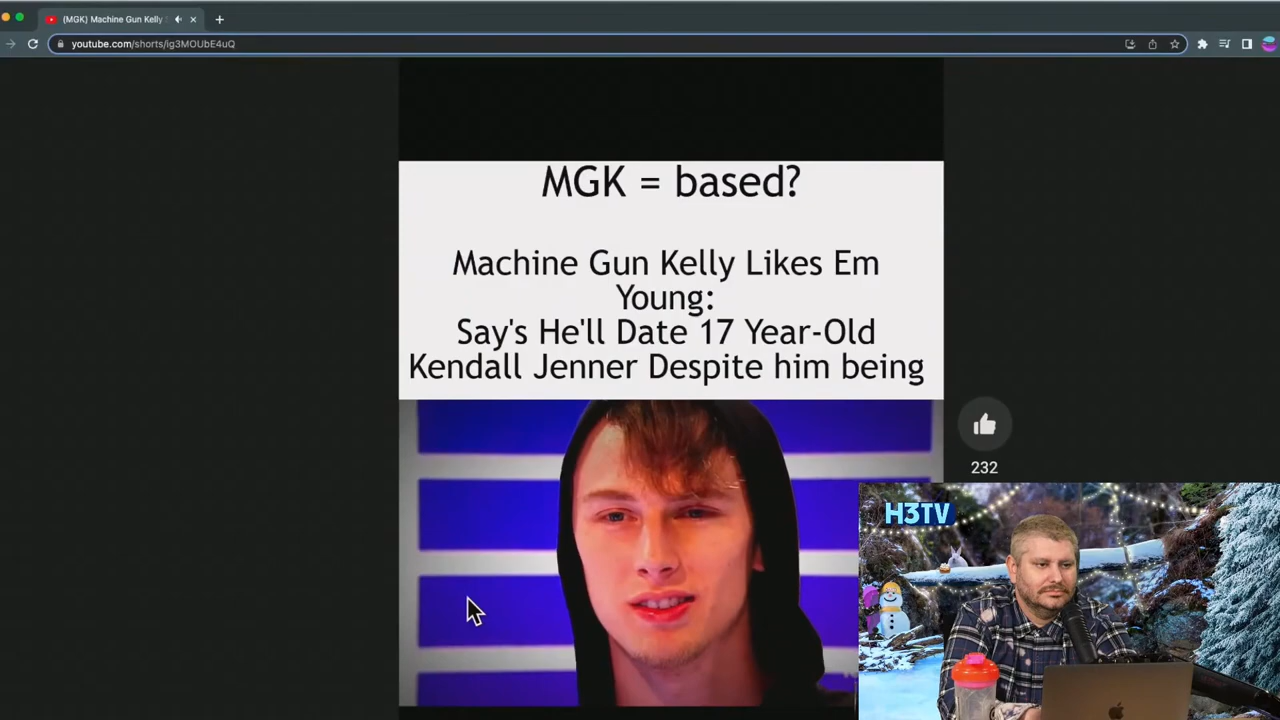 (MGK) Machine Gun Kelly
youtube.com/shorts/ig3MOUbE4uQ
MGK = based?
Machine Gun Kelly Likes Em
Young:
Say's He'll Date 17 Year-Old
Kendall Jenner Despite him being
232
H3TV